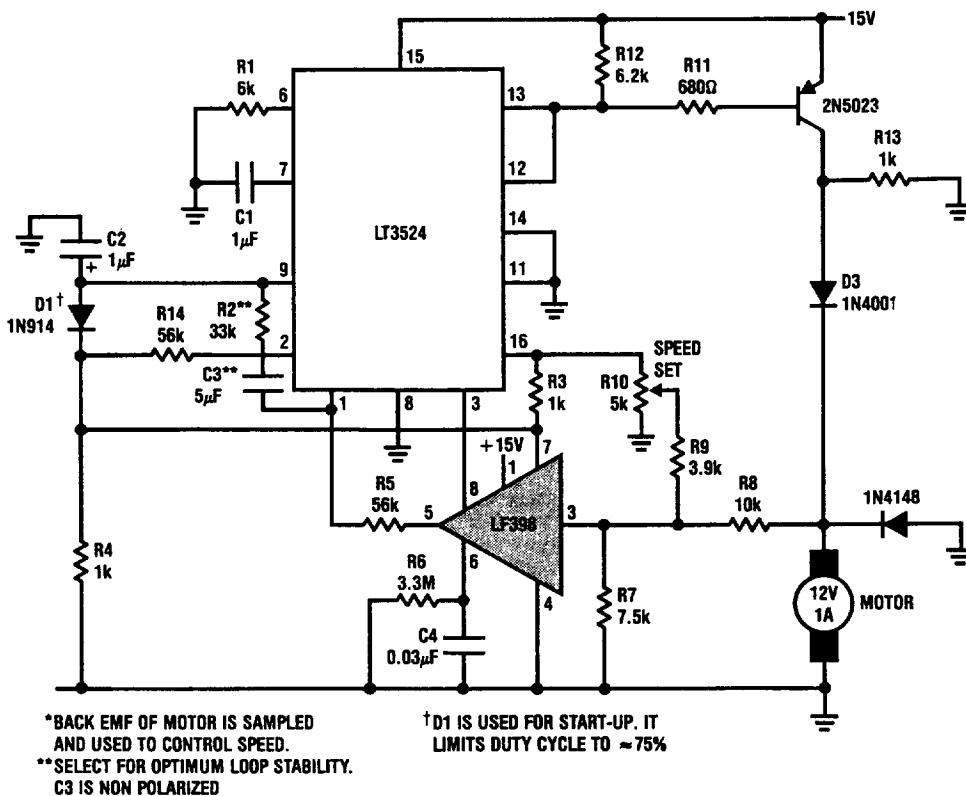 15V
15
R12
6.2k
R11
680Ω
2N5023
R1
6k
6
13
R13
1k
7
12
C1
1µF
LT3524
14
C2
1µF
+
9
11
D1†
1N914
R2**
33k
D3
1N4001
R14
56k
2
16
SPEED
SET
C3**
5µF
R3
1k
R10
5k
1
8
3
+15V
7
R9
3.9k
1
R5
56k
8
R8
10k
1N4148
5
LF398
3
R4
1k
R6
3.3M
6
4
R7
7.5k
12V
1A
MOTOR
C4
0.03µF
*BACK EMF OF MOTOR IS SAMPLED
AND USED TO CONTROL SPEED.
**SELECT FOR OPTIMUM LOOP STABILITY.
C3 IS NON POLARIZED
†D1 IS USED FOR START-UP. IT
LIMITS DUTY CYCLE TO ≈75%